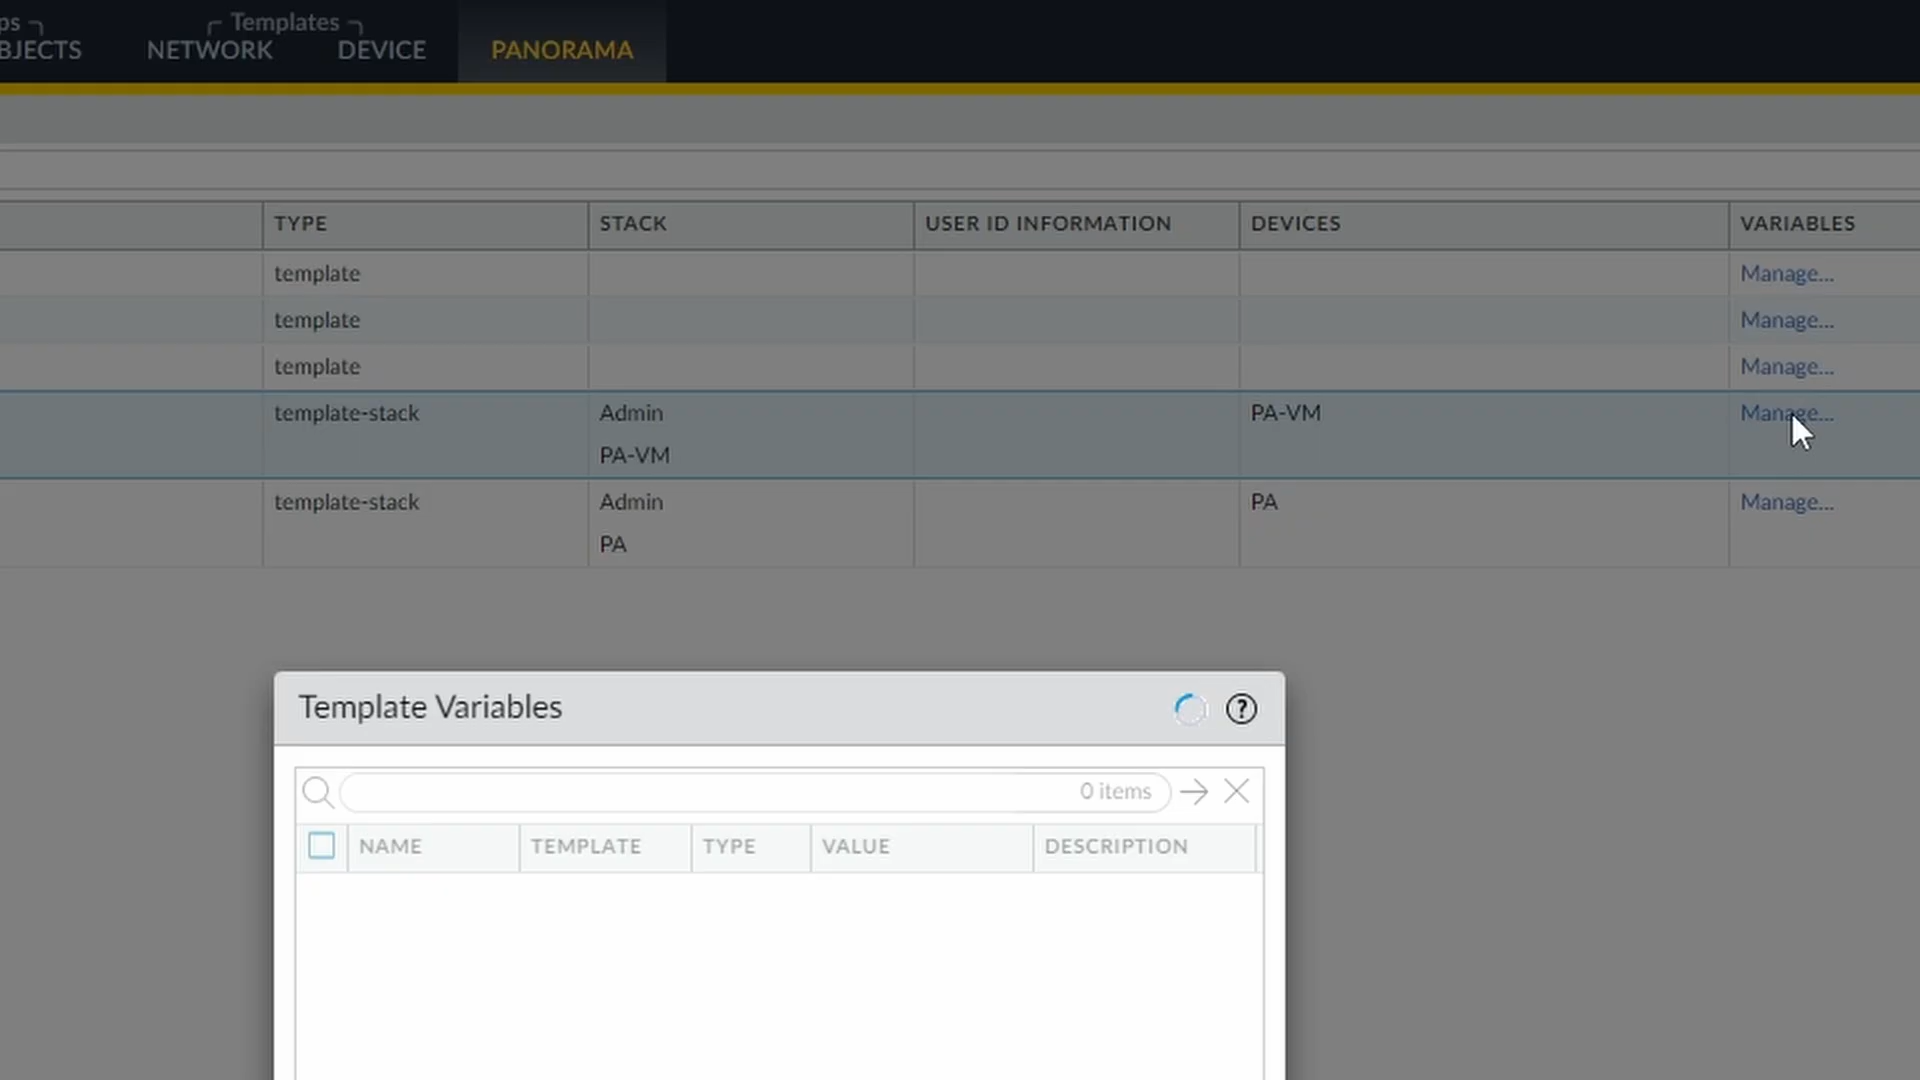 ps Templates
BJECTS NETWORK DEVICE PANORAMA
TYPE STACK USER ID INFORMATION DEVICES VARIABLES
template Manage...
template Manage...
template Manage...
template-stack Admin PA-VM Manage...
PA-VM
template-stack Admin PA Manage...
PA
Template Variables ?
0 items
NAME TEMPLATE TYPE VALUE DESCRIPTION